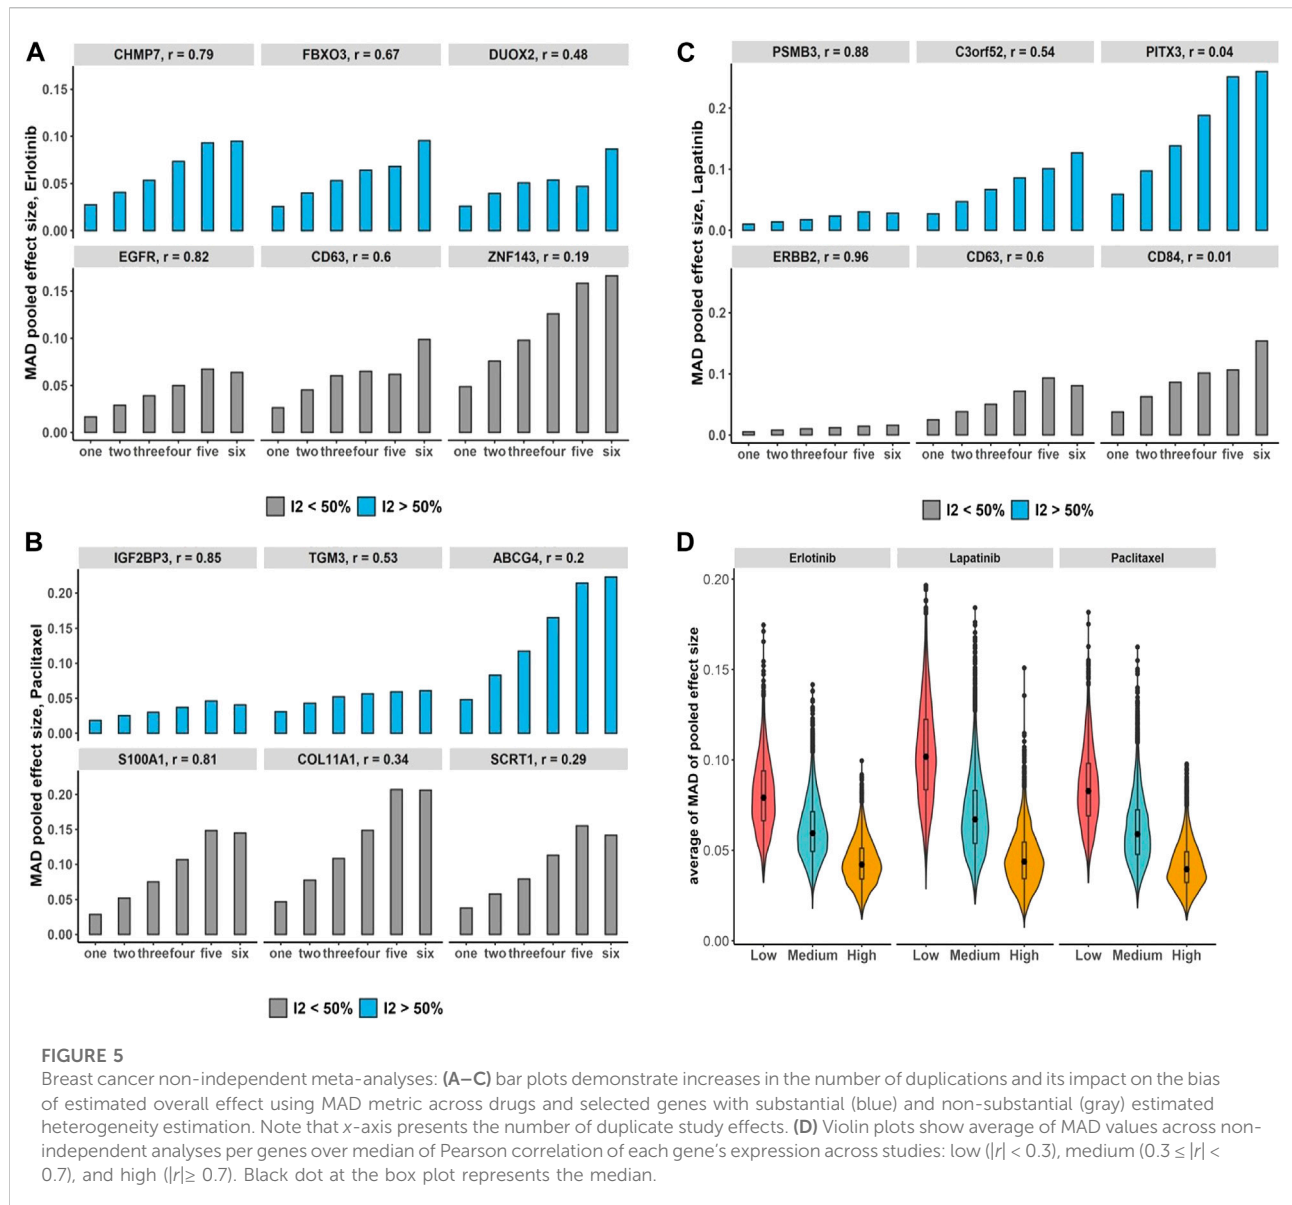 A
CHMP7, r = 0.79
FBXO3, r = 0.67
DUOX2, r = 0.48
MAD pooled effect size, Erlotinib
0.15
0.10
0.05
0.00
EGFR, r = 0.82
CD63, r = 0.6
ZNF143, r = 0.19
0.15
0.10
0.05
0.00
one two three four five six
one two three four five six
one two three four five six
I2 < 50% I2 > 50%
B
IGF2BP3, r = 0.85
TGM3, r = 0.53
ABCG4, r = 0.2
MAD pooled effect size, Paclitaxel
0.20
0.15
0.10
0.05
0.00
S100A1, r = 0.81
COL11A1, r = 0.34
SCRT1, r = 0.29
0.20
0.15
0.10
0.05
0.00
one two three four five six
one two three four five six
one two three four five six
I2 < 50% I2 > 50%
C
PSMB3, r = 0.88
C3orf52, r = 0.54
PITX3, r = 0.04
MAD pooled effect size, Lapatinib
0.2
0.1
0.0
ERBB2, r = 0.96
CD63, r = 0.6
CD84, r = 0.01
0.2
0.1
0.0
one two three four five six
one two three four five six
one two three four five six
I2 < 50% I2 > 50%
D
Erlotinib
Lapatinib
Paclitaxel
average of MAD of pooled effect size
0.20
0.15
0.10
0.05
0.00
Low Medium High
Low Medium High
Low Medium High
FIGURE 5
Breast cancer non-independent meta-analyses: (A–C) bar plots demonstrate increases in the number of duplications and its impact on the bias
of estimated overall effect using MAD metric across drugs and selected genes with substantial (blue) and non-substantial (gray) estimated
heterogeneity estimation. Note that x-axis presents the number of duplicate study effects. (D) Violin plots show average of MAD values across non-
independent analyses per genes over median of Pearson correlation of each gene's expression across studies: low (|r| < 0.3), medium (0.3 ≤ |r| <
0.7), and high (|r|≥ 0.7). Black dot at the box plot represents the median.